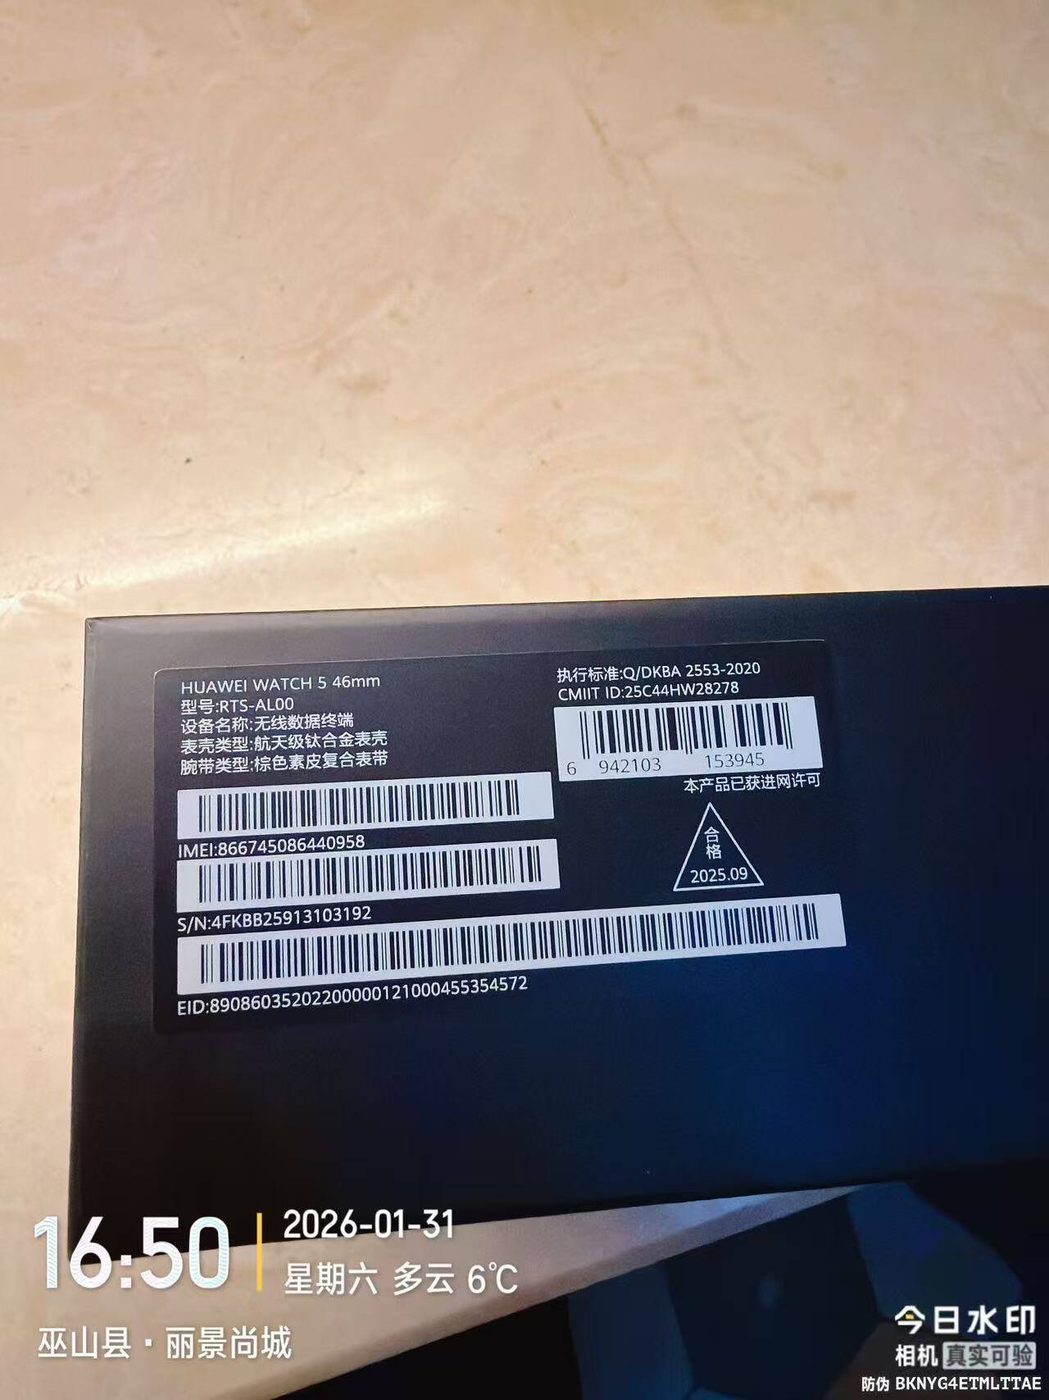 HUAWEI WATCH 5 46mm
型号:RTS-AL00
设备名称:无线数据终端
表壳类型:航天级钛合金表壳
腕带类型:棕色素皮复合表带
IMEI:866745086440958
S/N:4FKBB25913103192
EID:89086035202200000121000455354572
执行标准:Q/DKBA 2553-2020
CMIIT ID:25C44HW28278
6 942103 153945
本产品已获进网许可
合
格
2025.09
16:50
2026-01-31
星期六 多云 6℃
巫山县·丽景尚城
今日水印
相机 真实可验
防伪 BKNYG4ETMLTTAE